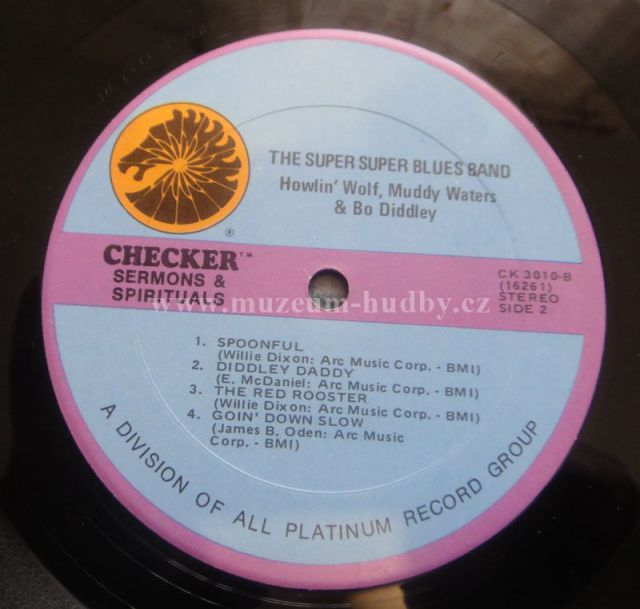 THE SUPER SUPER BLUES BAND
Howlin' Wolf, Muddy Waters
& Bo Diddley
®
CHECKER™
SERMONS &
SPIRITUALS
CK 3010-B
(16261)
STEREO
SIDE 2
www.muzeum-hudby.cz
1. SPOONFUL
(Willie Dixon: Arc Music Corp. - BMI)
2. DIDDLEY DADDY
(E. McDaniel: Arc Music Corp. - BMI)
3. THE RED ROOSTER
(Willie Dixon: Arc Music Corp. - BMI)
4. GOIN' DOWN SLOW
(James B. Oden: Arc Music
Corp. - BMI)
A DIVISION OF ALL PLATINUM RECORD GROUP